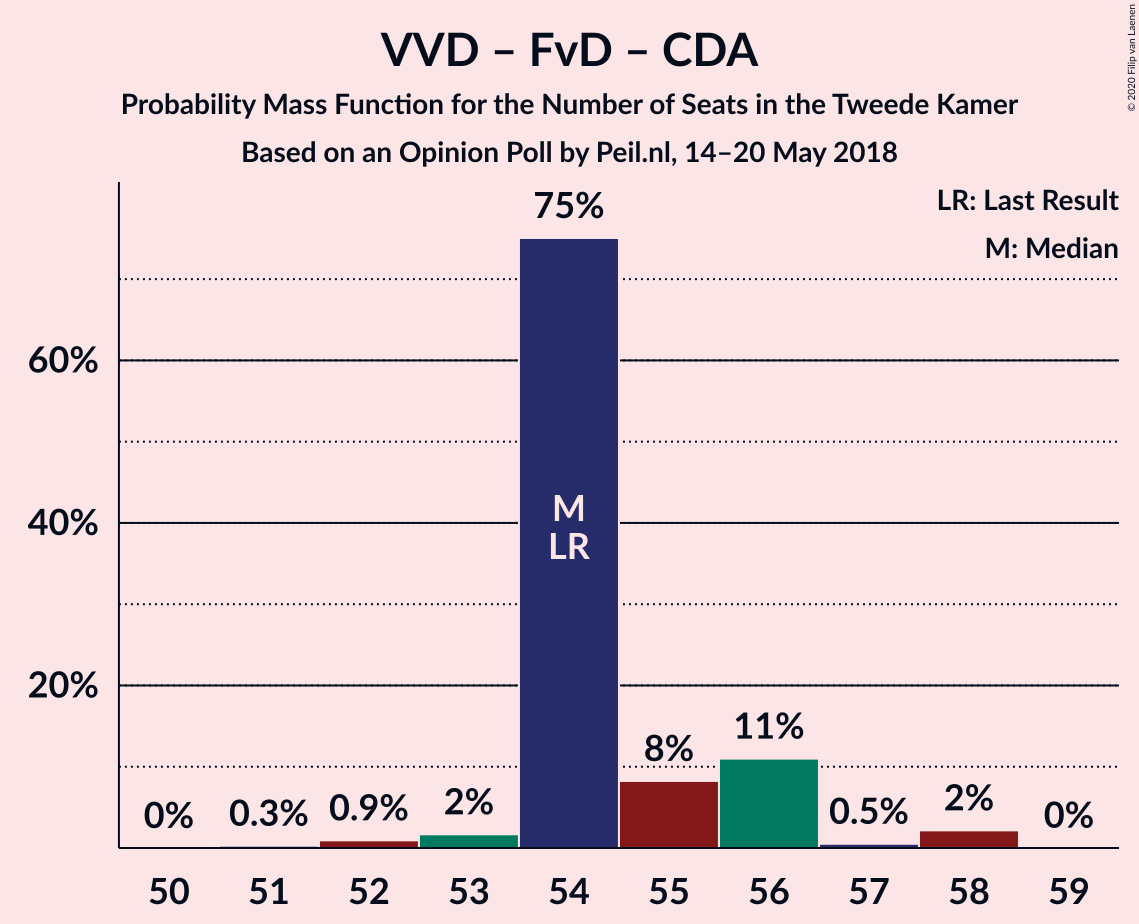 VVD – FvD – CDA
Probability Mass Function for the Number of Seats in the Tweede Kamer
Based on an Opinion Poll by Peil.nl, 14–20 May 2018
© 2020 Filip van Laenen
LR: Last Result
M: Median
75%
60%
40%
20%
M
LR
0%
0.3%
0.9%
2%
8%
11%
0.5%
2%
0%
50 51 52 53 54 55 56 57 58 59